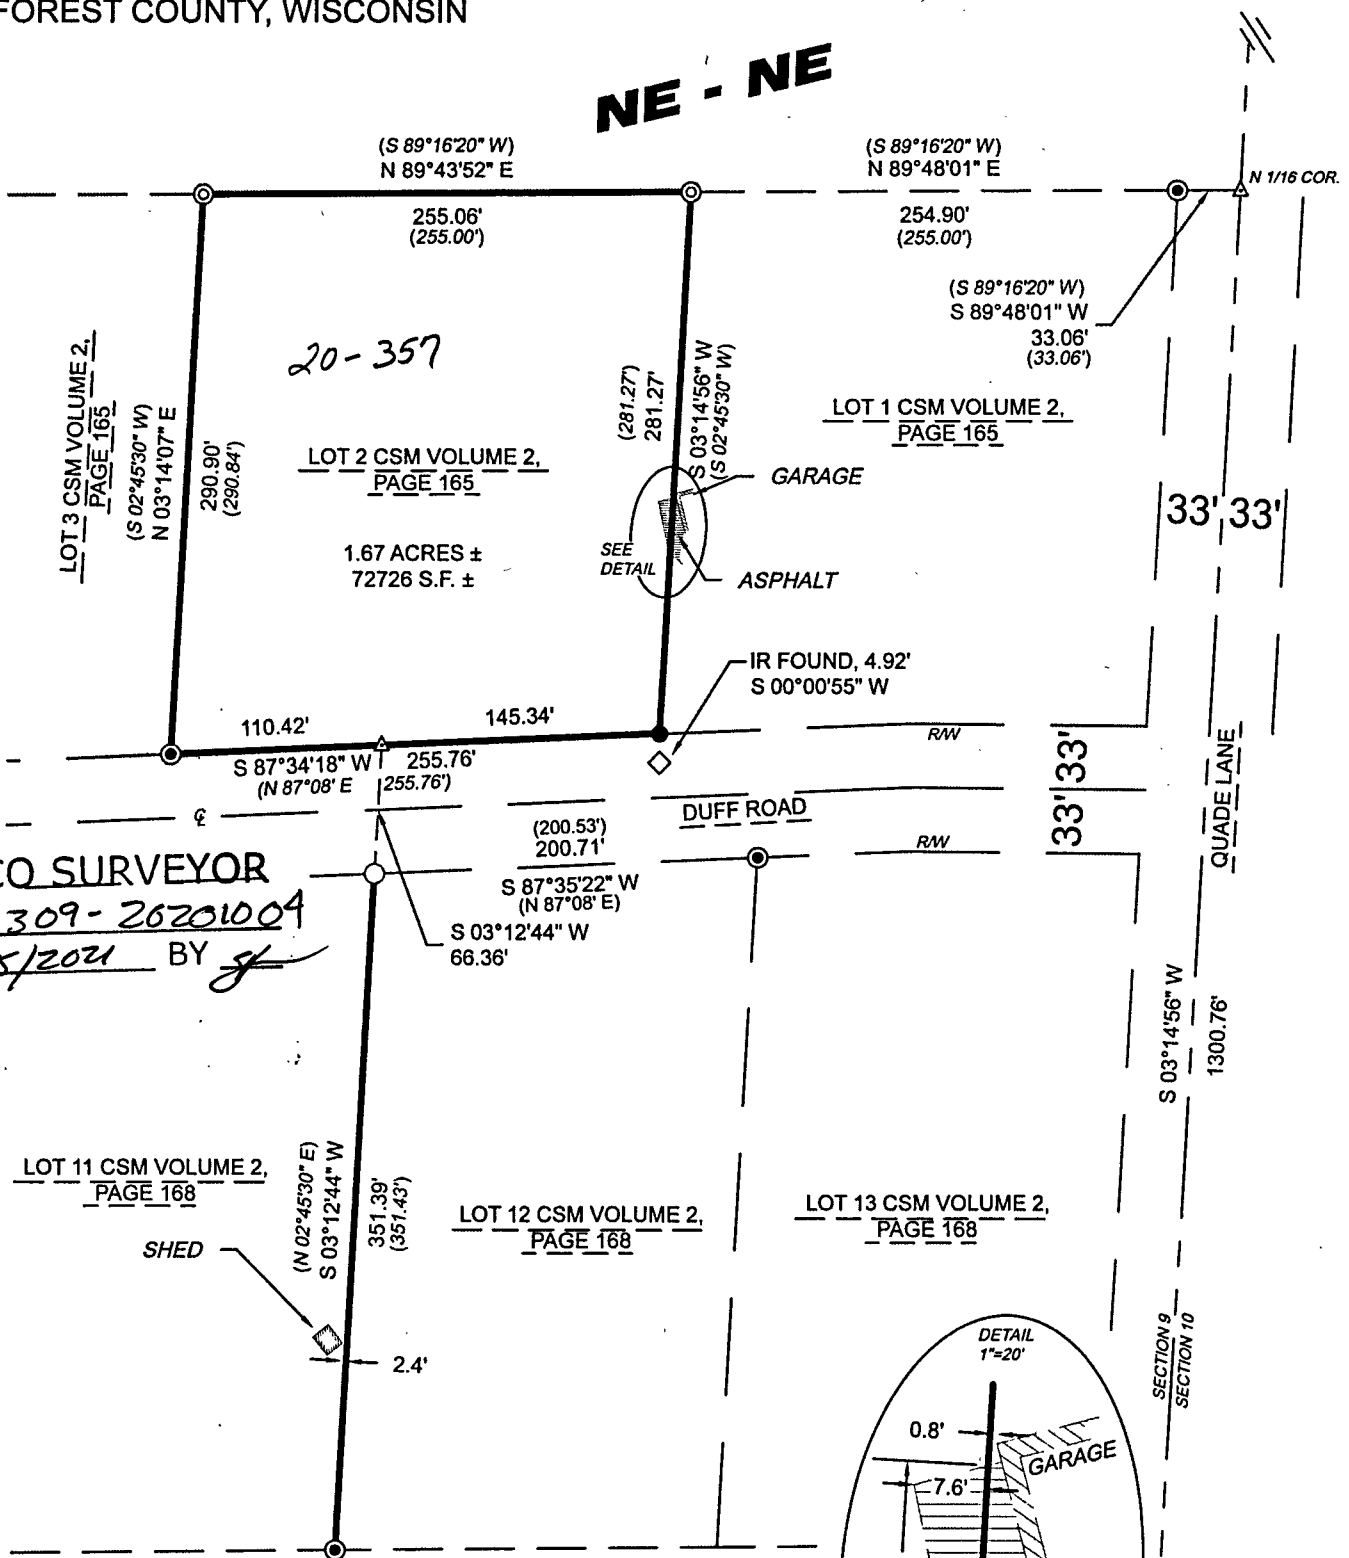 FOREST COUNTY, WISCONSIN
NE - NE
(S 89°16'20" W)
N 89°43'52" E
255.06'
(255.00')
(S 89°16'20" W)
N 89°48'01" E
254.90'
(255.00')
N 1/16 COR.
(S 89°16'20" W)
S 89°48'01" W
33.06'
(33.06')
20-357
LOT 3 CSM VOLUME 2,
PAGE 165
(S 02°45'30" W)
N 03°14'07" E
290.90'
(290.84')
LOT 2 CSM VOLUME 2,
PAGE 165
1.67 ACRES ±
72726 S.F. ±
(281.27')
281.27'
S 03°14'56" W
(S 02°45'30" W)
LOT 1 CSM VOLUME 2,
PAGE 165
GARAGE
SEE
DETAIL
ASPHALT
33' 33'
IR FOUND, 4.92'
S 00°00'55" W
110.42'
145.34'
S 87°34'18" W 255.76'
(N 87°08' E 255.76')
R/W
33' 33'
QUADE LANE
DUFF ROAD
(200.53')
200.71'
R/W
S 87°35'22" W
(N 87°08' E)
S 03°12'44" W
66.36'
CO SURVEYOR
309-20201004
5/2021 BY
S 03°14'56" W
1300.76'
LOT 11 CSM VOLUME 2,
PAGE 168
SHED
(N 02°45'30" E)
S 03°12'44" W
351.39'
(351.43')
2.4'
LOT 12 CSM VOLUME 2,
PAGE 168
LOT 13 CSM VOLUME 2,
PAGE 168
SECTION 9
SECTION 10
DETAIL
1"=20'
0.8'
GARAGE
7.6'